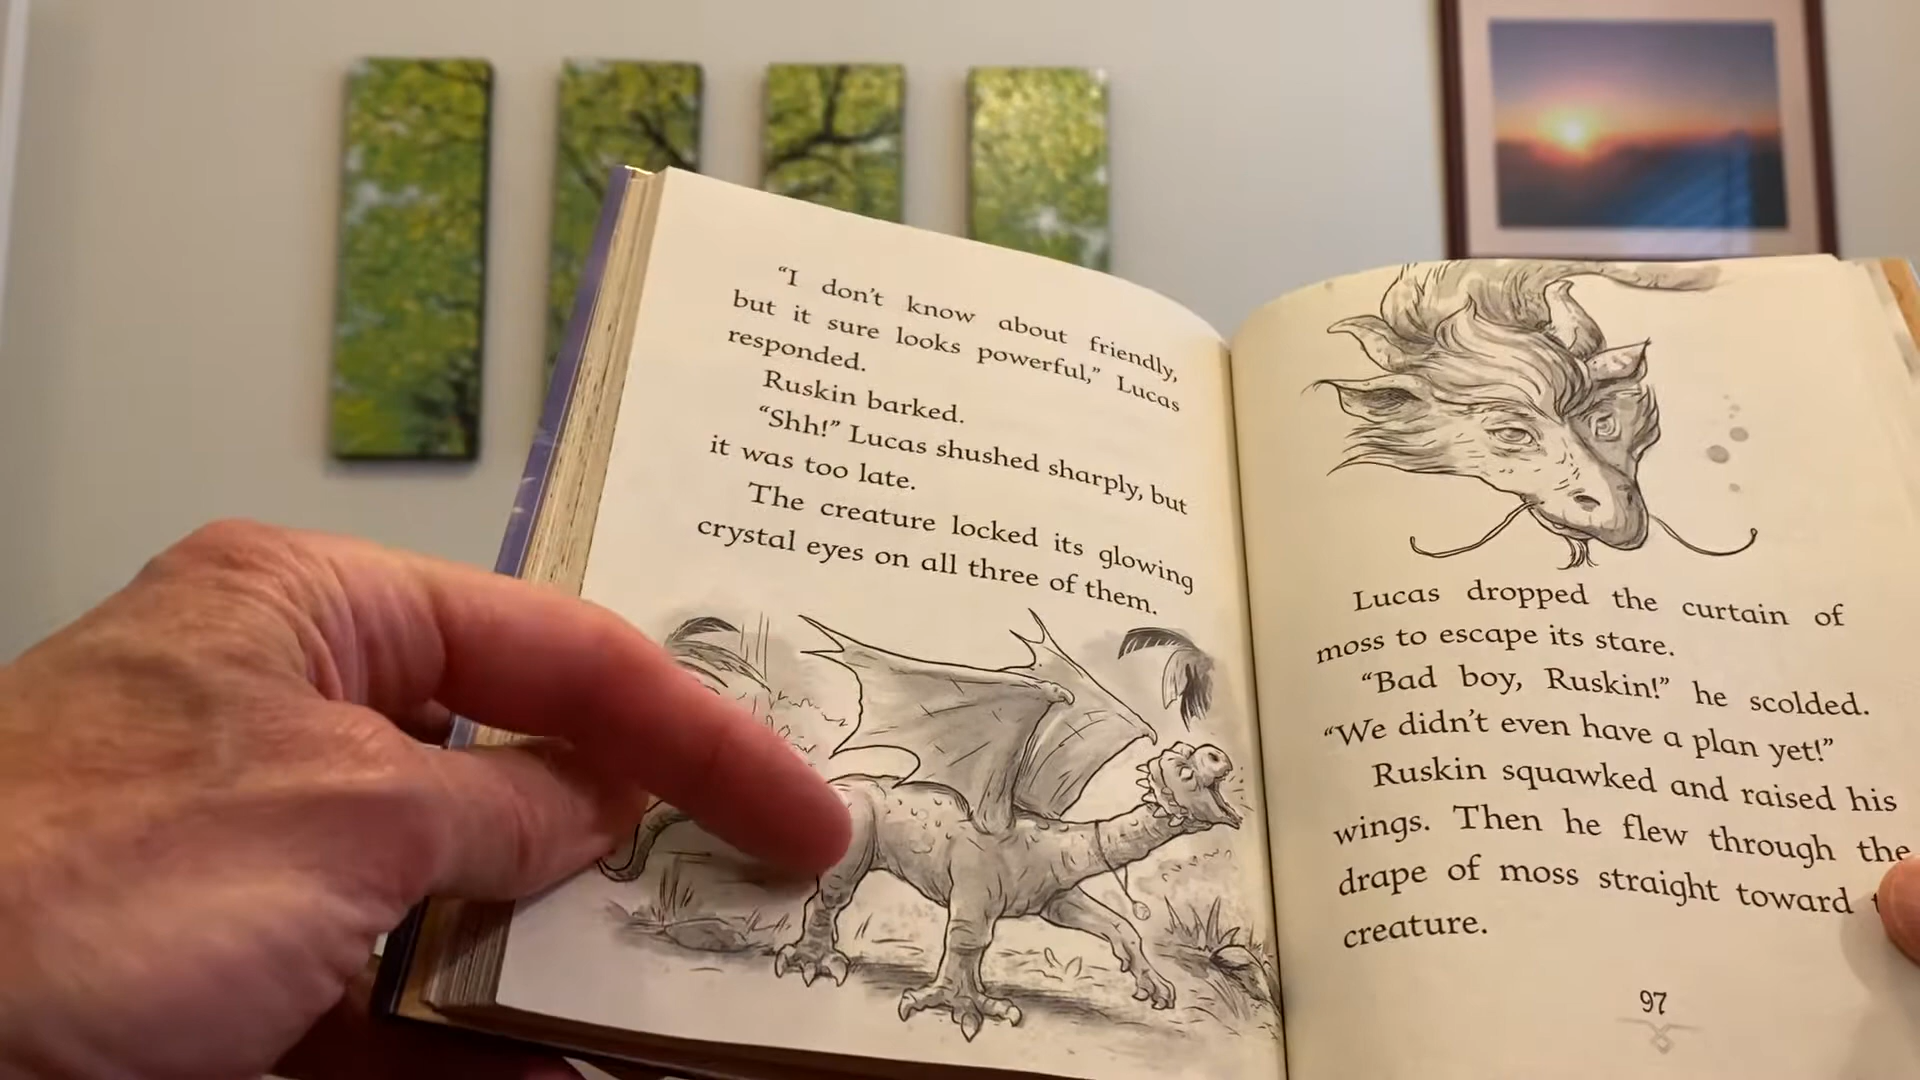 “I don’t know about friendly,
but it sure looks powerful,” Lucas
responded.
Ruskin barked.
“Shh!” Lucas shushed sharply, but
it was too late.
The creature locked its glowing
crystal eyes on all three of them.
Lucas dropped the curtain of
moss to escape its stare.
“Bad boy, Ruskin!” he scolded.
“We didn’t even have a plan yet!”
Ruskin squawked and raised his
wings. Then he flew through the
drape of moss straight toward
creature.
97